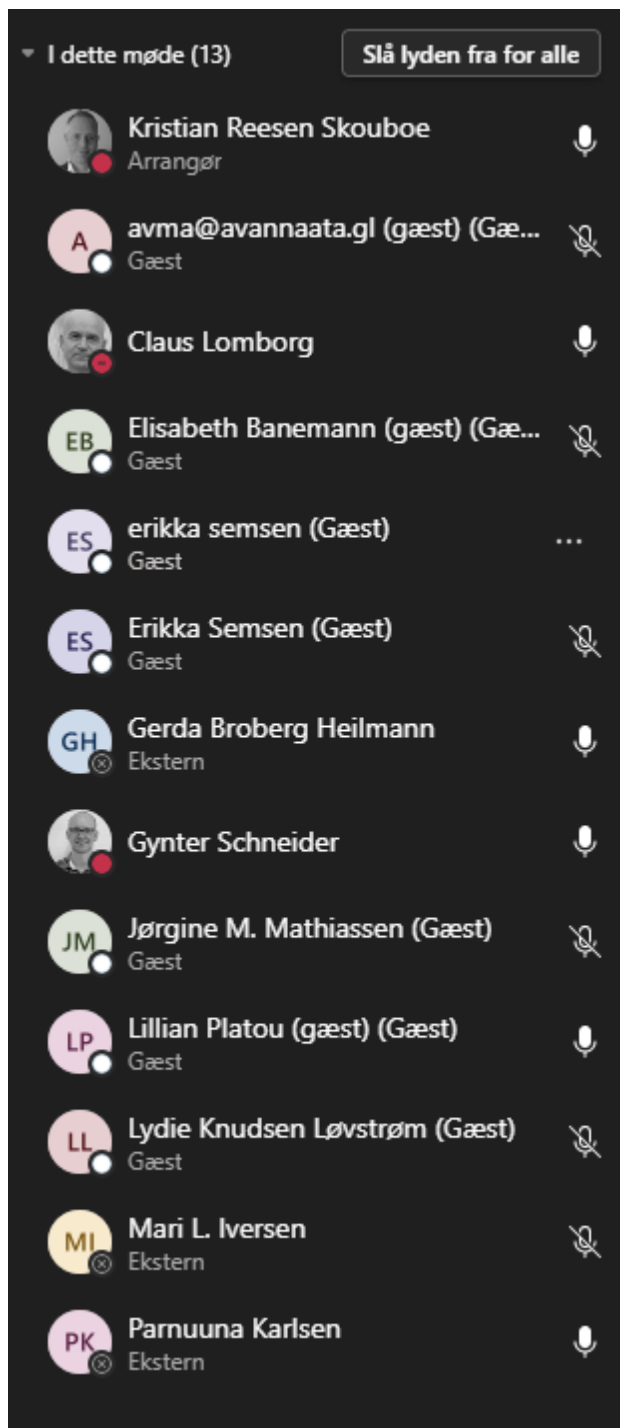 I dette møde (13)
Slå lyden fra for alle
Kristian Reesen Skouboe
Arrangør
A
avma@avannaata.gl (gæst) (Gæ...
Gæst
Claus Lomborg
EB
Elisabeth Banemann (gæst) (Gæ...
Gæst
ES
erikka semsen (Gæst)
Gæst
...
ES
Erikka Semsen (Gæst)
Gæst
GH
Gerda Broberg Heilmann
Ekstern
Gynter Schneider
JM
Jørgine M. Mathiassen (Gæst)
Gæst
LP
Lillian Platou (gæst) (Gæst)
Gæst
LL
Lydie Knudsen Løvstrøm (Gæst)
Gæst
MI
Mari L. Iversen
Ekstern
PK
Parnuuna Karlsen
Ekstern